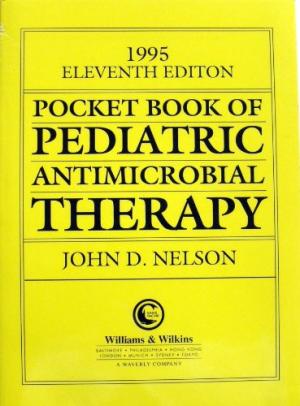 1995
ELEVENTH EDITON
POCKET BOOK OF
PEDIATRIC
ANTIMICROBIAL
THERAPY
JOHN D. NELSON
Williams & Wilkins
BALTIMORE • PHILADELPHIA • HONG KONG
LONDON • MUNICH • SYDNEY • TOKYO
A WAVERLY COMPANY